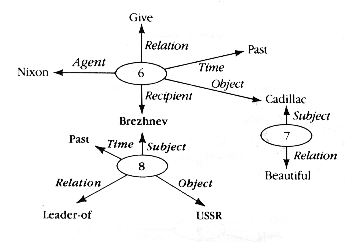 Give
Relation
Past
Agent
Time
Nixon
6
Object
Recipient
Cadillac
Brezhnev
Subject
7
Past
Time
Subject
Relation
8
Relation
Object
Beautiful
Leader-of
USSR